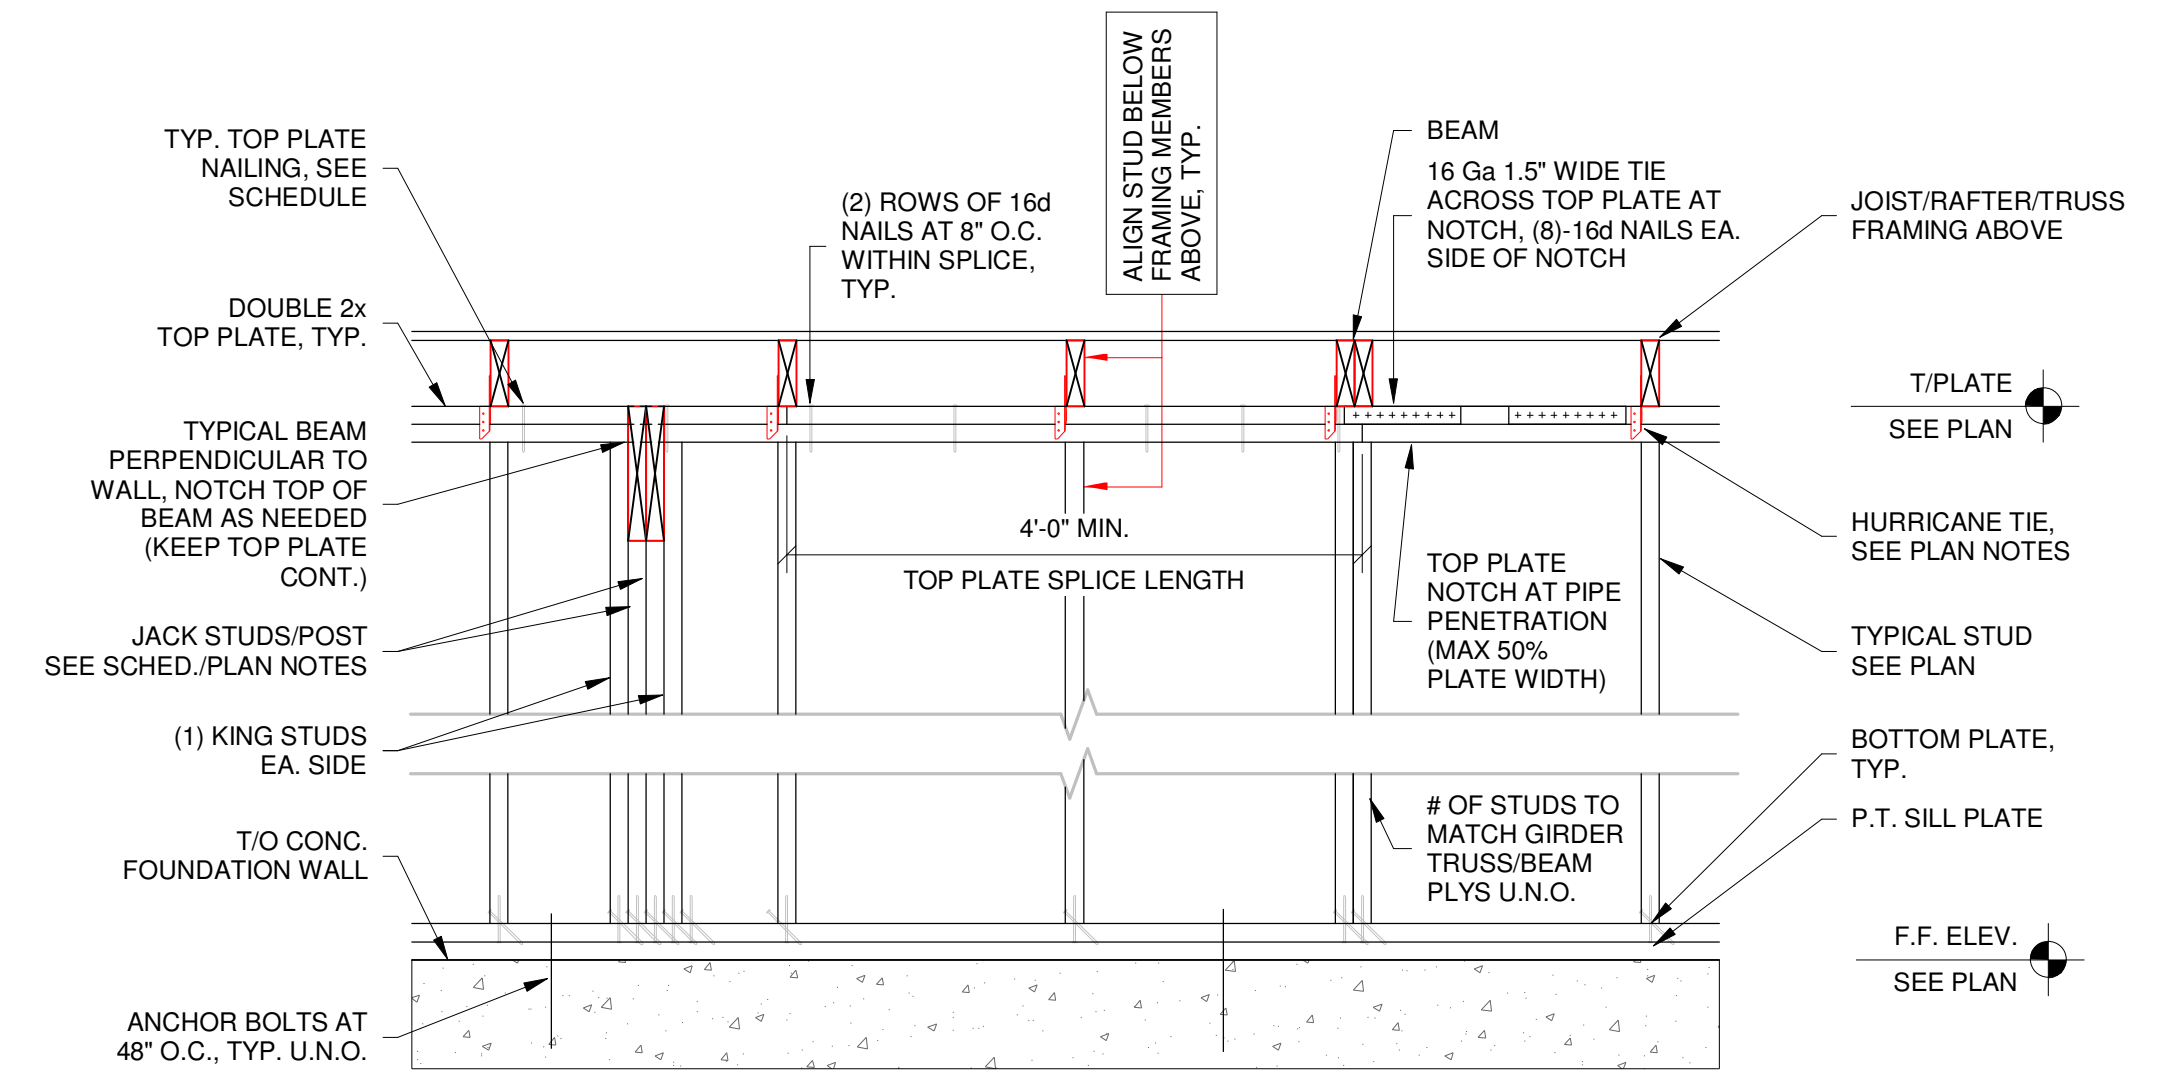 TYP. TOP PLATE
NAILING, SEE
SCHEDULE
DOUBLE 2x
TOP PLATE, TYP.
TYPICAL BEAM
PERPENDICULAR TO
WALL, NOTCH TOP OF
BEAM AS NEEDED
(KEEP TOP PLATE
CONT.)
JACK STUDS/POST
SEE SCHED./PLAN NOTES
(1) KING STUDS
EA. SIDE
T/O CONC.
FOUNDATION WALL
ANCHOR BOLTS AT
48" O.C., TYP. U.N.O.
(2) ROWS OF 16d
NAILS AT 8" O.C.
WITHIN SPLICE,
TYP.
ALIGN STUD BELOW
FRAMING MEMBERS
ABOVE, TYP.
4'-0" MIN.
TOP PLATE SPLICE LENGTH
BEAM
16 Ga 1.5" WIDE TIE
ACROSS TOP PLATE AT
NOTCH, (8)-16d NAILS EA.
SIDE OF NOTCH
TOP PLATE
NOTCH AT PIPE
PENETRATION
(MAX 50%
PLATE WIDTH)
# OF STUDS TO
MATCH GIRDER
TRUSS/BEAM
PLYS U.N.O.
JOIST/RAFTER/TRUSS
FRAMING ABOVE
T/PLATE
SEE PLAN
HURRICANE TIE,
SEE PLAN NOTES
TYPICAL STUD
SEE PLAN
BOTTOM PLATE,
TYP.
P.T. SILL PLATE
F.F. ELEV.
SEE PLAN